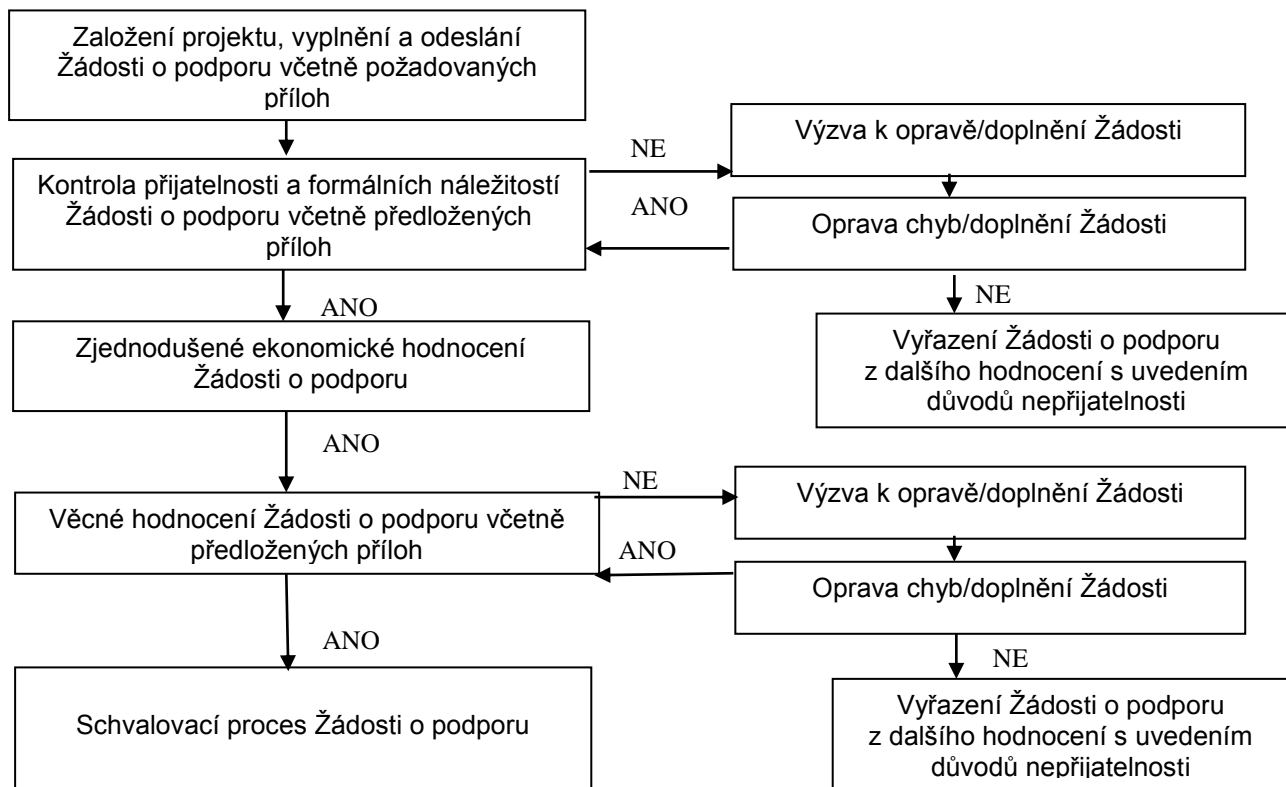 Založení projektu, vyplnění a odeslání
Žádosti o podporu včetně požadovaných
příloh
Kontrola přijatelnosti a formálních náležitostí
Žádosti o podporu včetně předložených
příloh
NE
Výzva k opravě/doplnění Žádosti
ANO
Oprava chyb/doplnění Žádosti
NE
Vyřazení Žádosti o podporu
z dalšího hodnocení s uvedením
důvodů nepřijatelnosti
ANO
Zjednodušené ekonomické hodnocení
Žádosti o podporu
ANO
Věcné hodnocení Žádosti o podporu včetně
předložených příloh
NE
Výzva k opravě/doplnění Žádosti
ANO
Oprava chyb/doplnění Žádosti
NE
Vyřazení Žádosti o podporu
z dalšího hodnocení s uvedením
důvodů nepřijatelnosti
ANO
Schvalovací proces Žádosti o podporu